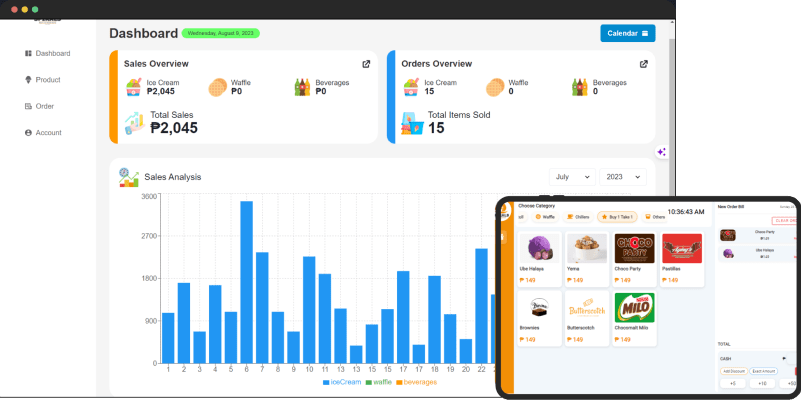 Dashboard
Wednesday, August 9, 2023
Calendar
Dashboard
Product
Order
Account
Sales Overview
Ice Cream
₱2,045
Waffle
₱0
Beverages
₱0
Total Sales
₱2,045
Orders Overview
Ice Cream
15
Waffle
0
Beverages
0
Total Items Sold
15
Sales Analysis
July
2023
3600
2700
1800
900
0
1 2 3 4 5 6 7 8 9 10 11 12 13 14 15 16 17 18 19 20 22
iceCream waffle beverages
Choose Category
Waffle
Chillers
Buy 1 Take 1
Others
10:36:43 AM
Ube Halaya
₱ 149
Yema
₱ 149
CHOCO PARTY
Choco Party
₱ 149
Pastillas
₱ 149
Brownies
₱ 149
Butterscotch
Butterscotch
₱ 149
MILO
Chocomalt Milo
₱ 149
New Order Bill
Choco Party
₱149
Ube Halaya
₱149
TOTAL
CASH
₱
Add Discount
Exact Amount
+5
+10
+50